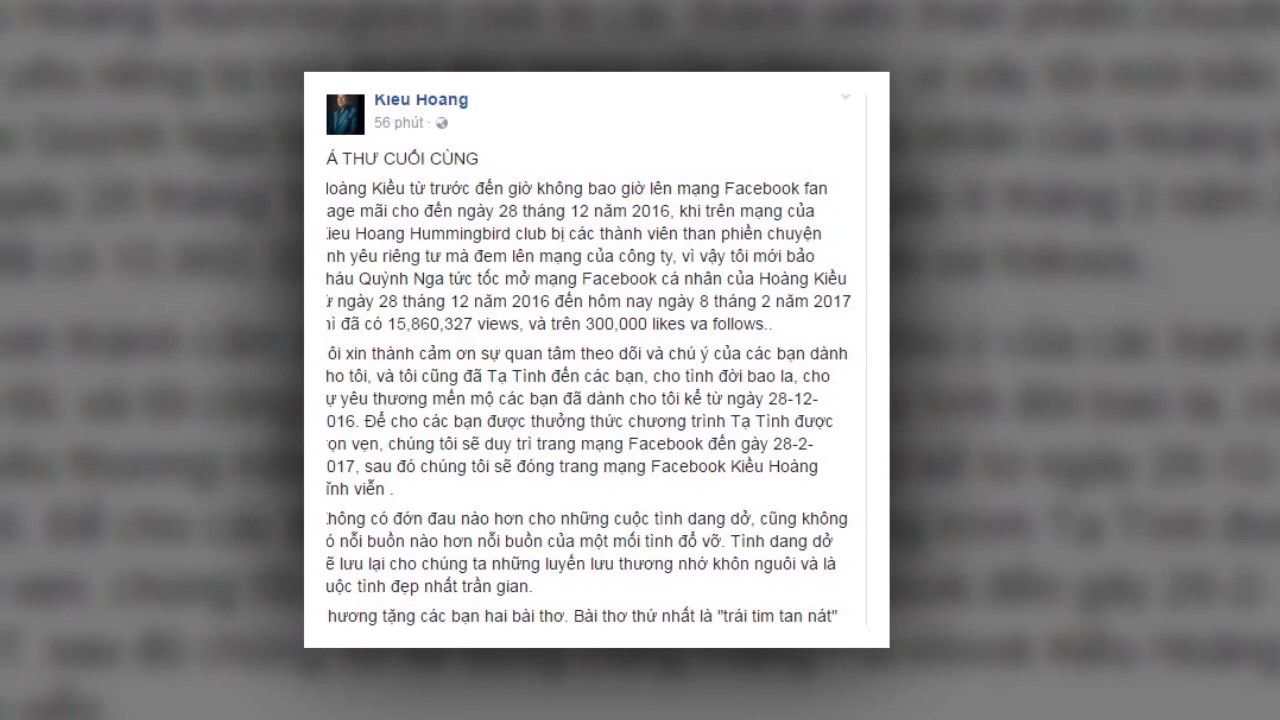 Kieu Hoang
56 phút ·
Á THƯ CUỐI CÙNG
loàng Kiều từ trước đến giờ không bao giờ lên mạng Facebook fan
age mãi cho đến ngày 28 tháng 12 năm 2016, khi trên mạng của
ieu Hoang Hummingbird club bị các thành viên than phiền chuyện
nh yêu riêng tư mà đem lên mạng của công ty, vì vậy tôi mới bảo
háu Quỳnh Nga tức tốc mở mạng Facebook cá nhân của Hoàng Kiều
ừ ngày 28 tháng 12 năm 2016 đến hôm nay ngày 8 tháng 2 năm 2017
hì đã có 15,860,327 views, và trên 300,000 likes va follows..
ôi xin thành cảm ơn sự quan tâm theo dõi và chú ý của các bạn dành
ho tôi, và tôi cũng đã Tạ Tình đến các bạn, cho tình đời bao la, cho
ự yêu thương mến mộ các bạn đã dành cho tôi kể từ ngày 28-12-
016. Để cho các bạn được thưởng thức chương trình Tạ Tình được
ọn vẹn, chúng tôi sẽ duy trì trang mạng Facebook đến gày 28-2-
017, sau đó chúng tôi sẽ đóng trang mạng Facebook Kiều Hoàng
ĩnh viễn .
hông có đớn đau nào hơn cho những cuộc tình dang dở, cũng không
ó nỗi buồn nào hơn nỗi buồn của một mối tình đổ vỡ. Tình dang dở
ẽ lưu lại cho chúng ta những luyến lưu thương nhớ khôn nguôi và là
uộc tình đẹp nhất trần gian.
hương tặng các bạn hai bài thơ. Bài thơ thứ nhất là "trái tim tan nát"